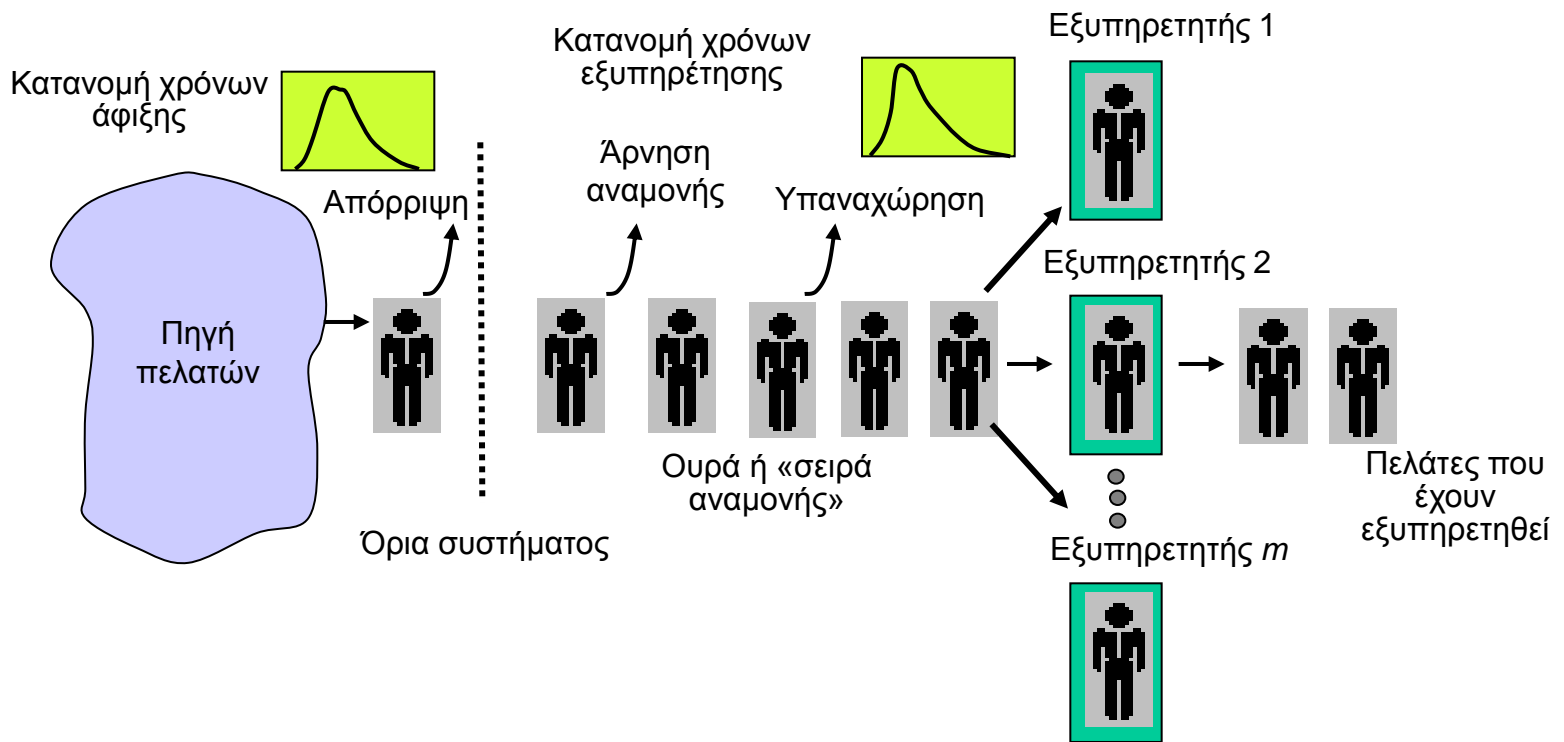 Κατανομή χρόνων
άφιξης
Κατανομή χρόνων
εξυπηρέτησης
Εξυπηρετητής 1
Απόρριψη
Άρνηση
αναμονής
Υπαναχώρηση
Εξυπηρετητής 2
Πηγή
πελατών
Ουρά ή «σειρά
αναμονής»
Πελάτες που
έχουν
εξυπηρετηθεί
Όρια συστήματος
Εξυπηρετητής m